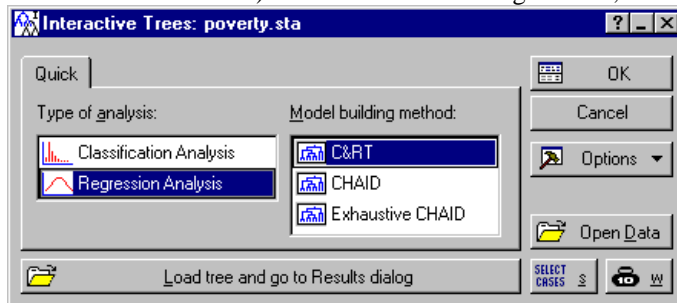 Interactive Trees: poverty.sta
Quick
OK
Type of analysis:
Model building method:
Cancel
Classification Analysis
C&RT
Options
Regression Analysis
CHAID
Exhaustive CHAID
Open Data
Load tree and go to Results dialog
SELECT
CASES S
W